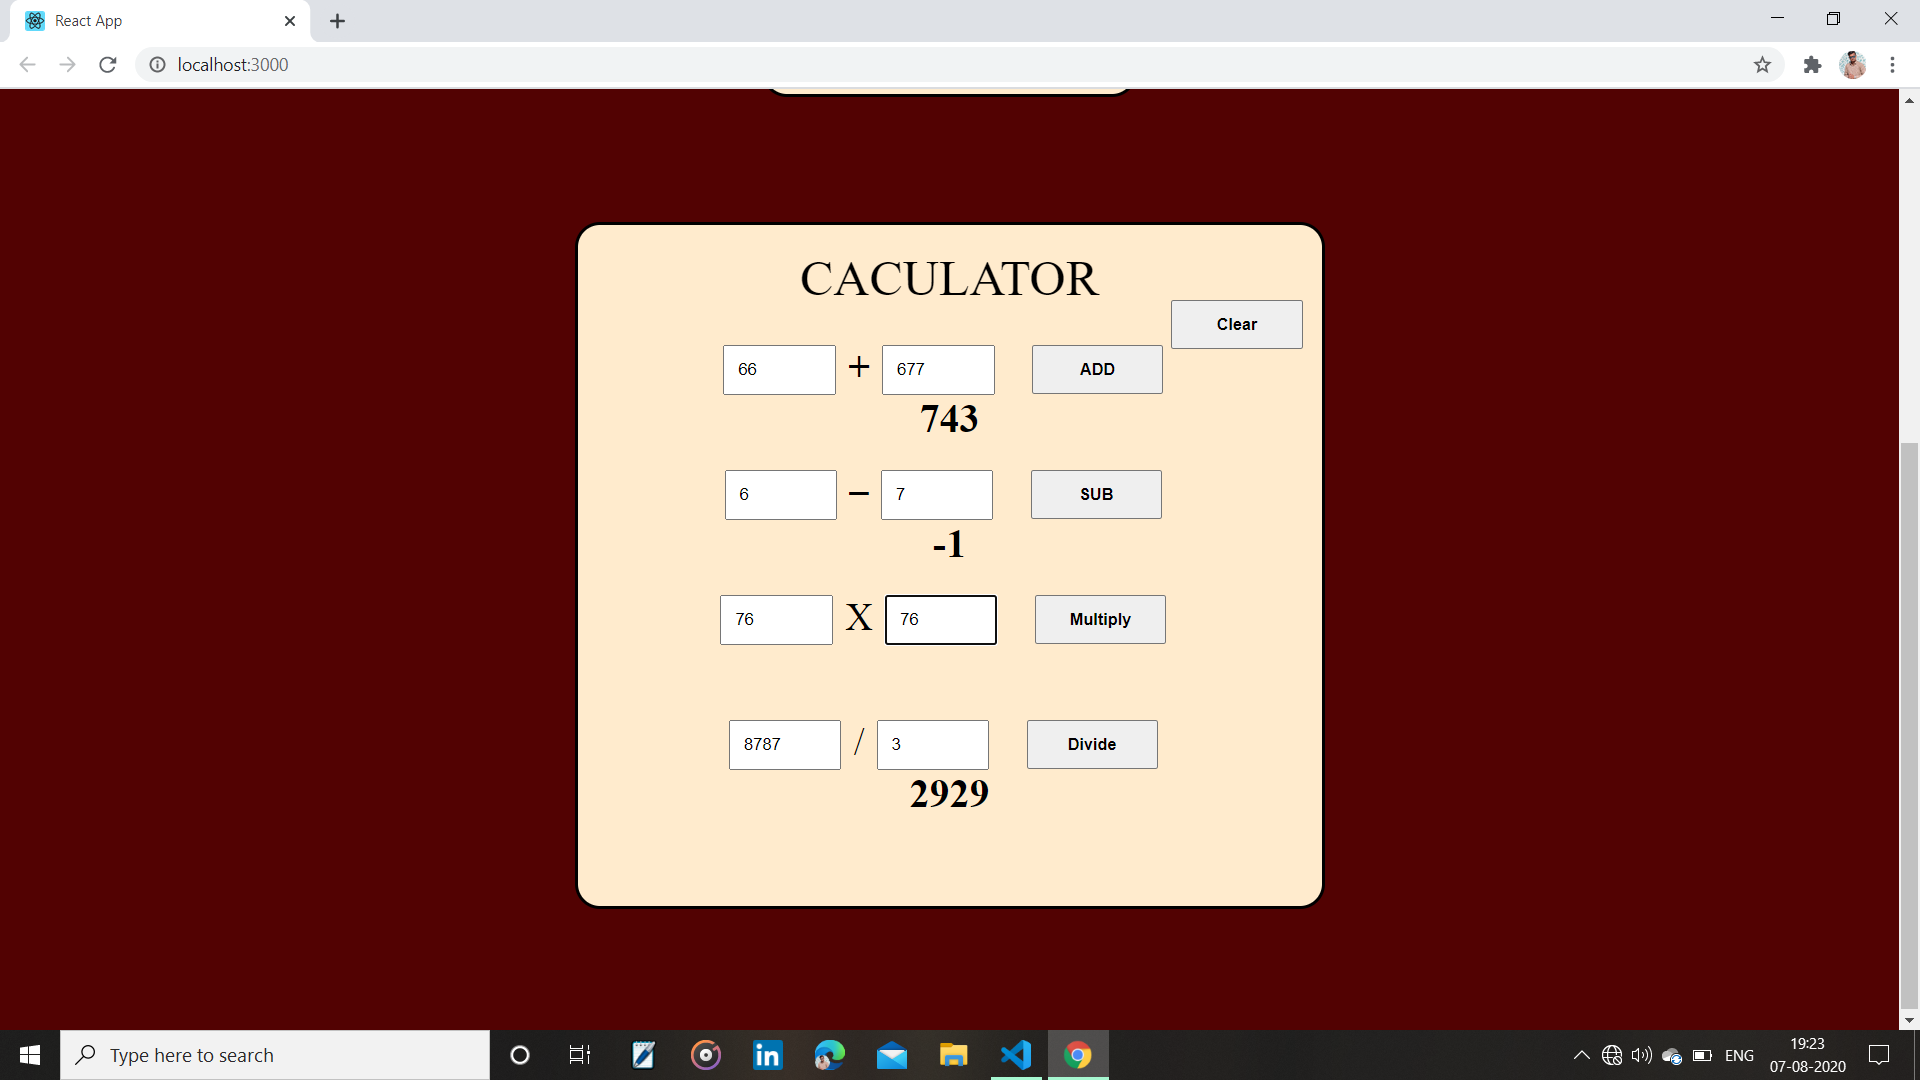 React App
localhost:3000
CACULATOR
Clear
66 + 677 ADD
743
6 − 7 SUB
-1
76 X 76 Multiply
8787 / 3 Divide
2929
Type here to search
in
ENG
19:23
07-08-2020